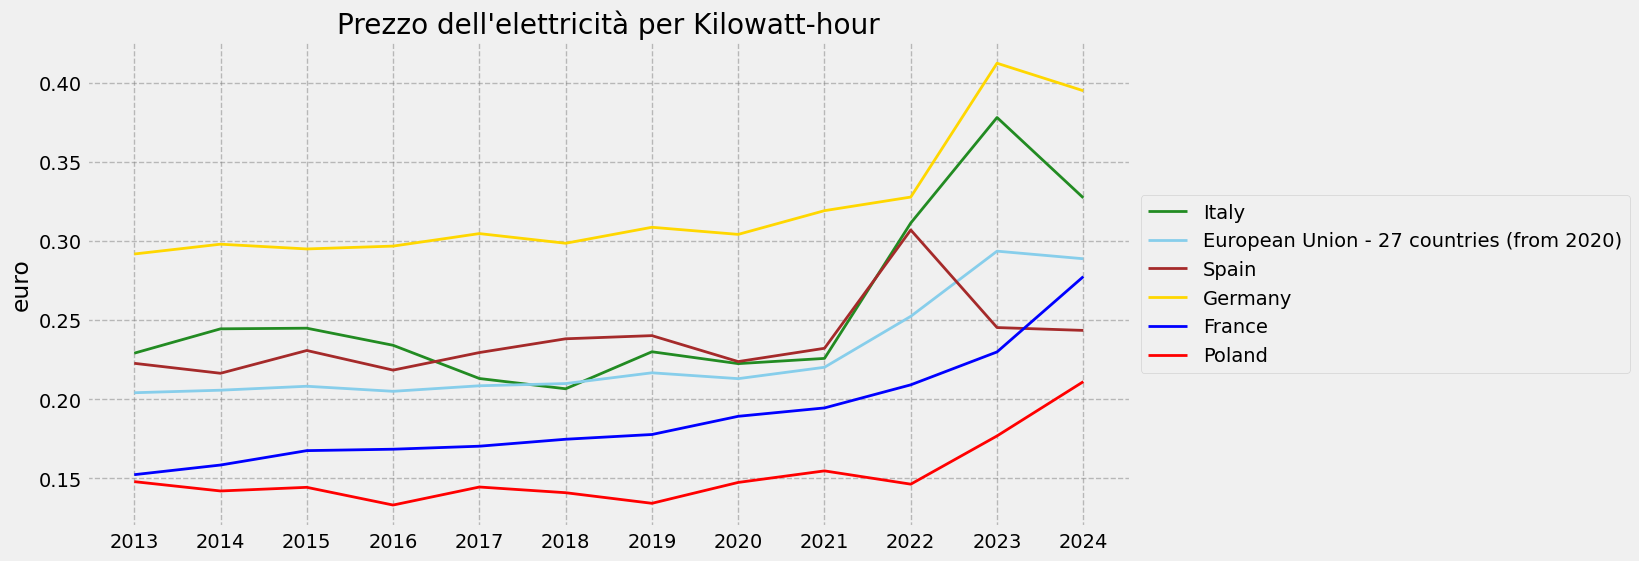 Prezzo dell'elettricità per Kilowatt-hour
0.40
0.35
0.30
0.25
0.20
0.15
euro
2013 2014 2015 2016 2017 2018 2019 2020 2021 2022 2023 2024
Italy
European Union - 27 countries (from 2020)
Spain
Germany
France
Poland